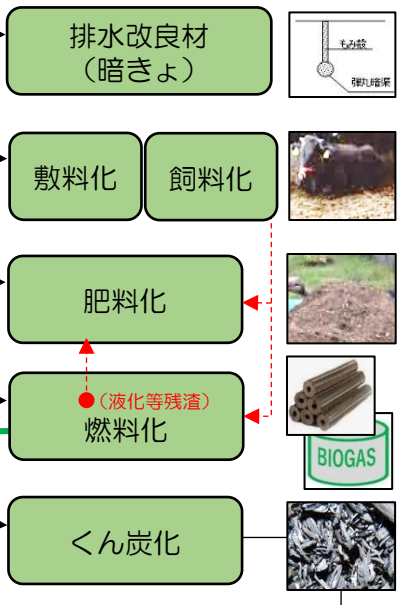 排水改良材
(暗きょ)
もみ殻
弾丸暗渠
敷料化
飼料化
肥料化
(液化等残渣)
燃料化
BIOGAS
くん炭化